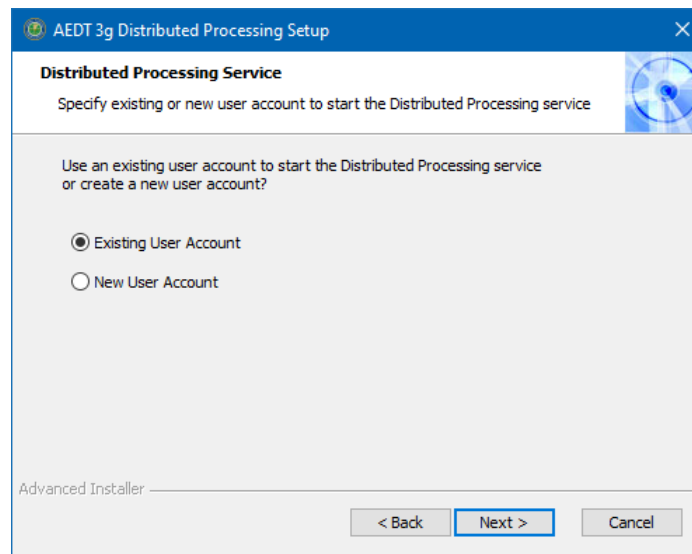 AEDT 3g Distributed Processing Setup
Distributed Processing Service
Specify existing or new user account to start the Distributed Processing service
Use an existing user account to start the Distributed Processing service
or create a new user account?
Existing User Account
New User Account
Advanced Installer
< Back Next > Cancel